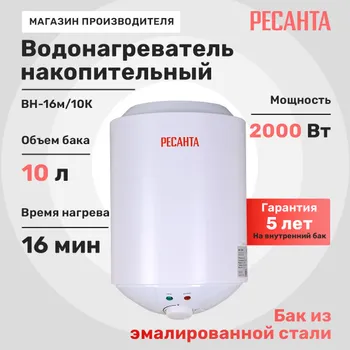 МАГАЗИН ПРОИЗВОДИТЕЛЯ
РЕСАНТА
Водонагреватель
накопительный
ВН-16м/10К
Мощность
2000 Вт
Объем бака
10 л
Время нагрева
16 мин
РЕСАНТА
Гарантия
5 лет
На внутренний бак
Бак из
эмалированной стали